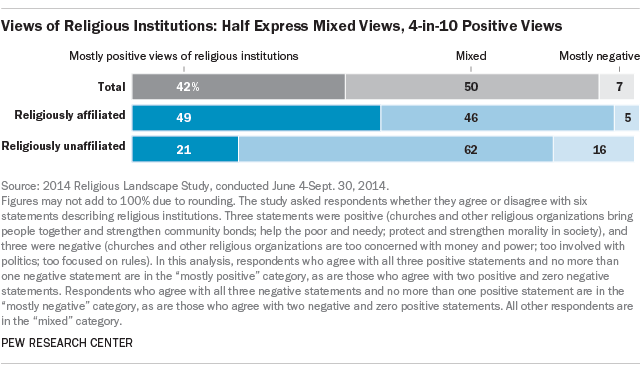 Views of Religious Institutions: Half Express Mixed Views, 4-in-10 Positive Views
Mostly positive views of religious institutions Mixed Mostly negative
Total 42% 50 7
Religiously affiliated 49 46 5
Religiously unaffiliated 21 62 16
Source: 2014 Religious Landscape Study, conducted June 4-Sept. 30, 2014.
Figures may not add to 100% due to rounding. The study asked respondents whether they agree or disagree with six
statements describing religious institutions. Three statements were positive (churches and other religious organizations bring
people together and strengthen community bonds; help the poor and needy; protect and strengthen morality in society), and
three were negative (churches and other religious organizations are too concerned with money and power; too involved with
politics; too focused on rules). In this analysis, respondents who agree with all three positive statements and no more than
one negative statement are in the “mostly positive” category, as are those who agree with two positive and zero negative
statements. Respondents who agree with all three negative statements and no more than one positive statement are in the
“mostly negative” category, as are those who agree with two negative and zero positive statements. All other respondents are
in the “mixed” category.
PEW RESEARCH CENTER